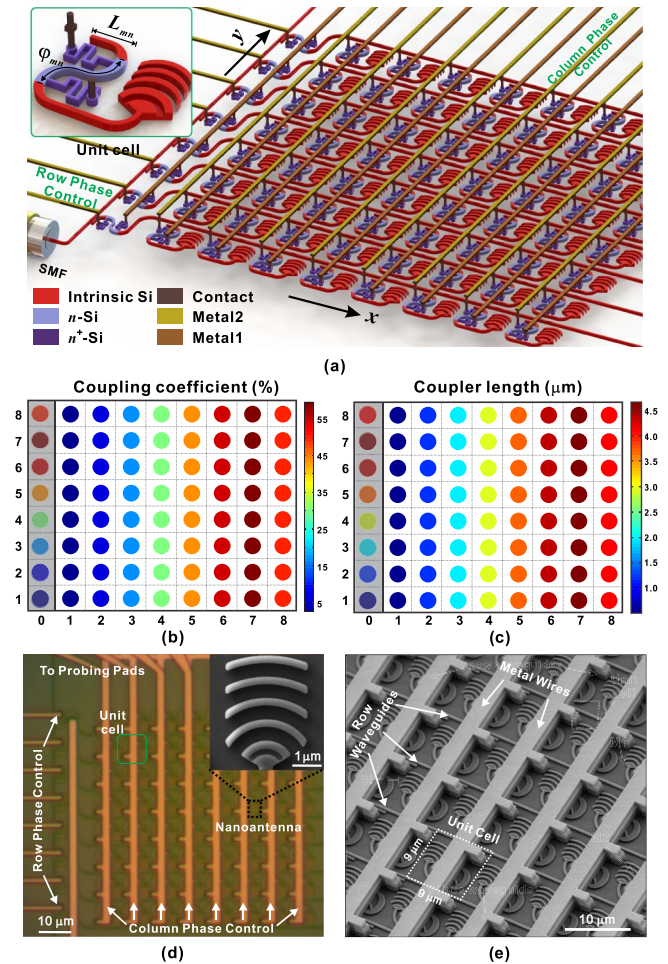 L_mn
φ_mn
Unit cell
y
Column Phase
Control
Row Phase
Control
SMF
Intrinsic Si
n-Si
n⁺-Si
Contact
Metal2
Metal1
x
(a)
Coupling coefficient (%)
8
7
6
5
4
3
2
1
0 1 2 3 4 5 6 7 8
55
45
35
25
15
5
(b)
Coupler length (μm)
8
7
6
5
4
3
2
1
0 1 2 3 4 5 6 7 8
4.5
4.0
3.5
3.0
2.5
2.0
1.5
1.0
(c)
To Probing Pads
Unit
cell
1μm
Row Phase Control
Nanoantenna
10 μm
Column Phase Control
(d)
Metal Wires
Row
Waveguides
Unit Cell
9 μm
9 μm
10 μm
(e)